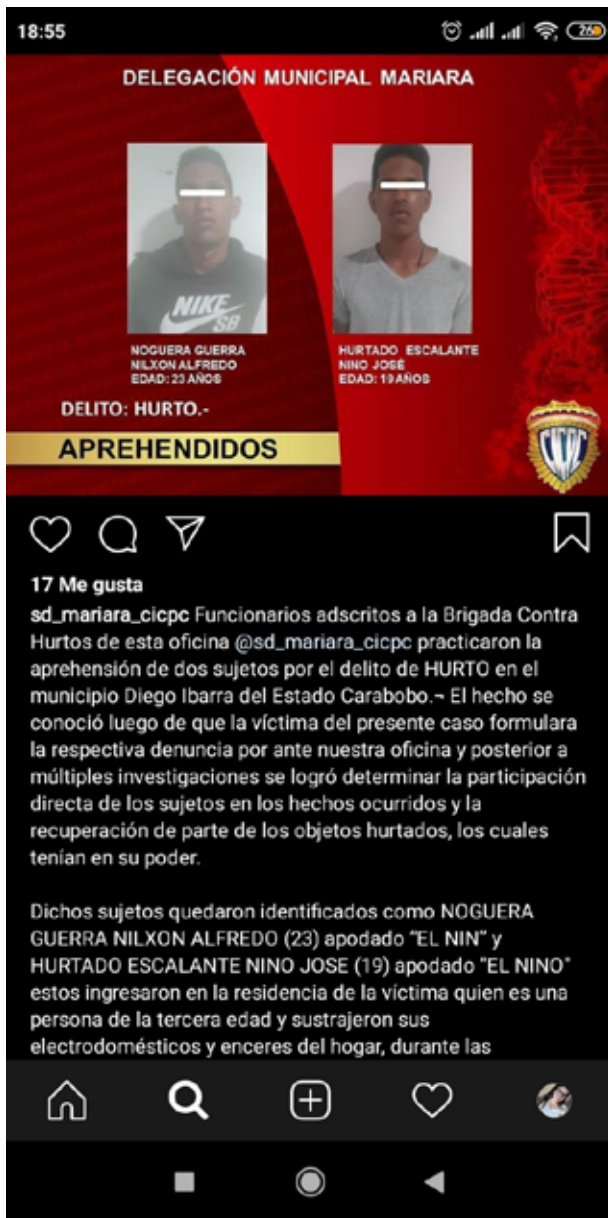 18:55
26
DELEGACIÓN MUNICIPAL MARIARA
NIKE
SB
NOGUERA GUERRA
NILXON ALFREDO
EDAD: 23 AÑOS
HURTADO ESCALANTE
NINO JOSÉ
EDAD: 19 AÑOS
DELITO: HURTO.-
APREHENDIDOS
CICPC
17 Me gusta
sd_mariara_cicpc Funcionarios adscritos a la Brigada Contra
Hurtos de esta oficina @sd_mariara_cicpc practicaron la
aprehensión de dos sujetos por el delito de HURTO en el
municipio Diego Ibarra del Estado Carabobo.¬ El hecho se
conoció luego de que la víctima del presente caso formulara
la respectiva denuncia por ante nuestra oficina y posterior a
múltiples investigaciones se logró determinar la participación
directa de los sujetos en los hechos ocurridos y la
recuperación de parte de los objetos hurtados, los cuales
tenían en su poder.
Dichos sujetos quedaron identificados como NOGUERA
GUERRA NILXON ALFREDO (23) apodado “EL NIN” y
HURTADO ESCALANTE NINO JOSE (19) apodado "EL NINO"
estos ingresaron en la residencia de la víctima quien es una
persona de la tercera edad y sustrajeron sus
electrodomésticos y enceres del hogar, durante las